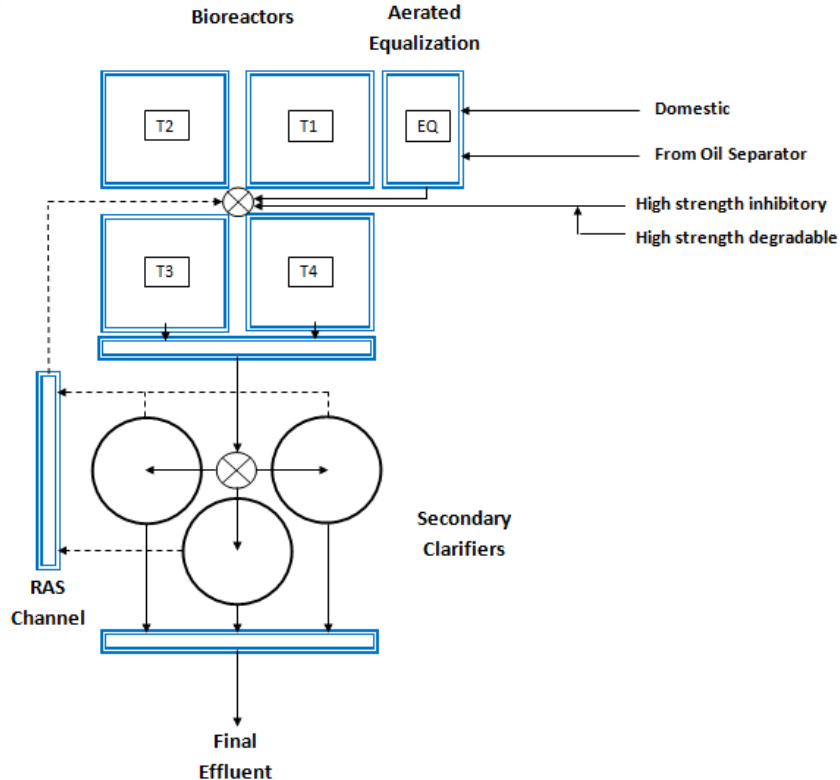 Bioreactors
Aerated
Equalization
T2
T1
EQ
Domestic
From Oil Separator
High strength inhibitory
High strength degradable
T3
T4
Secondary
Clarifiers
RAS
Channel
Final
Effluent